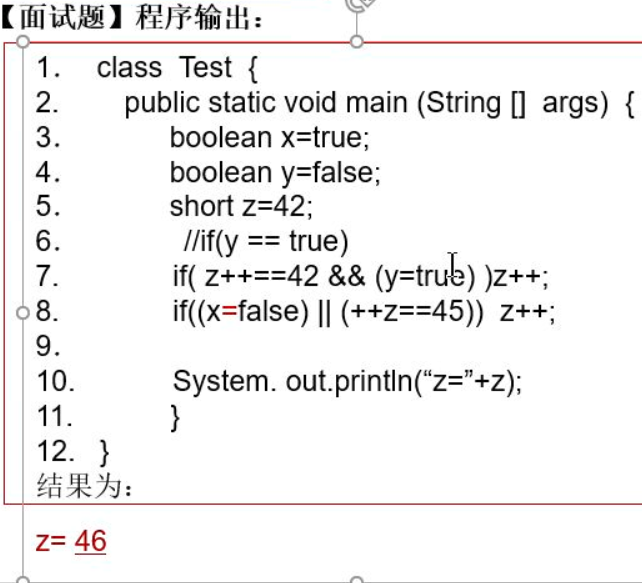 【面试题】程序输出：
1. class Test {
2. public static void main (String [] args) {
3. boolean x=true;
4. boolean y=false;
5. short z=42;
6. //if(y == true)
7. if( z++==42 && (y=true) )z++;
8. if((x=false) || (++z==45)) z++;
9.
10. System. out.println(“z=”+z);
11. }
12. }
结果为：
z= 46